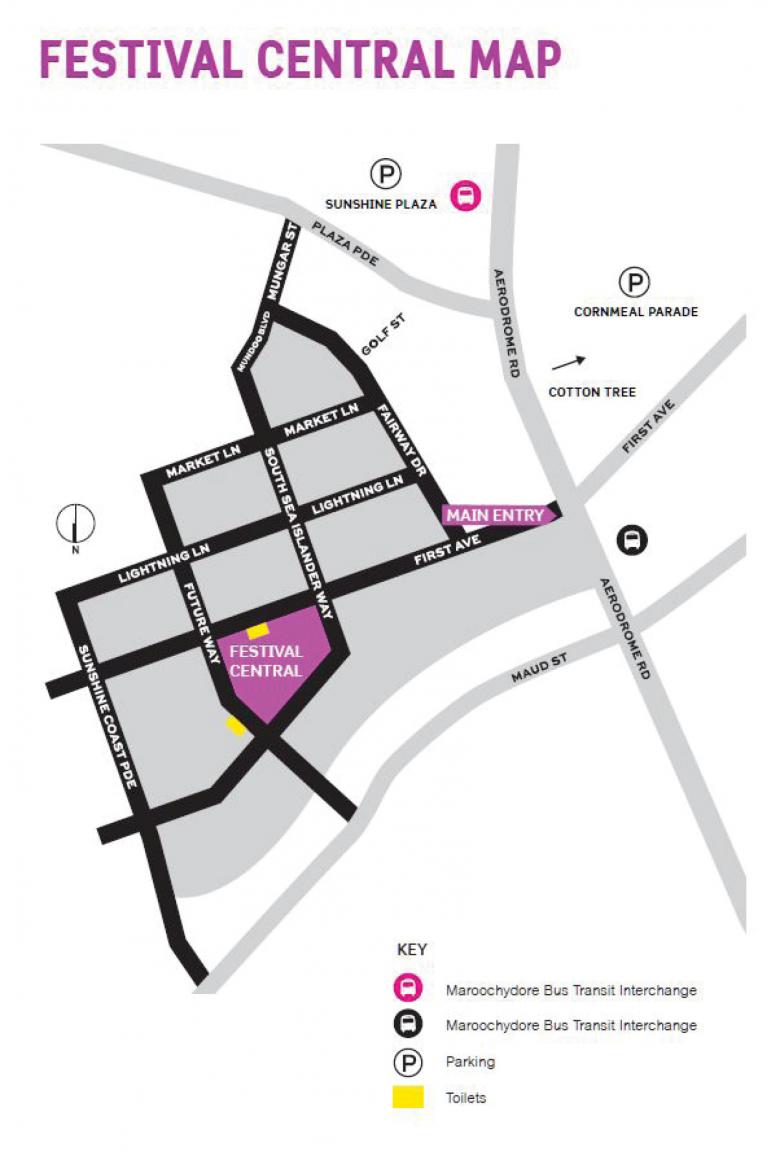 FESTIVAL CENTRAL MAP
P
SUNSHINE PLAZA
MUNGAR ST
PLAZA PDE
AERODROME RD
P
CORNMEAL PARADE
MUNDOO BLVD
GOLF ST
COTTON TREE
FIRST AVE
MARKET LN
MARKET LN
FAIRWAY DR
SOUTH SEA ISLANDER WAY
LIGHTNING LN
MAIN ENTRY
N
LIGHTNING LN
FIRST AVE
FUTURE WAY
AERODROME RD
SUNSHINE COAST PDE
FESTIVAL
CENTRAL
MAUD ST
KEY
Maroochydore Bus Transit Interchange
Maroochydore Bus Transit Interchange
P Parking
Toilets